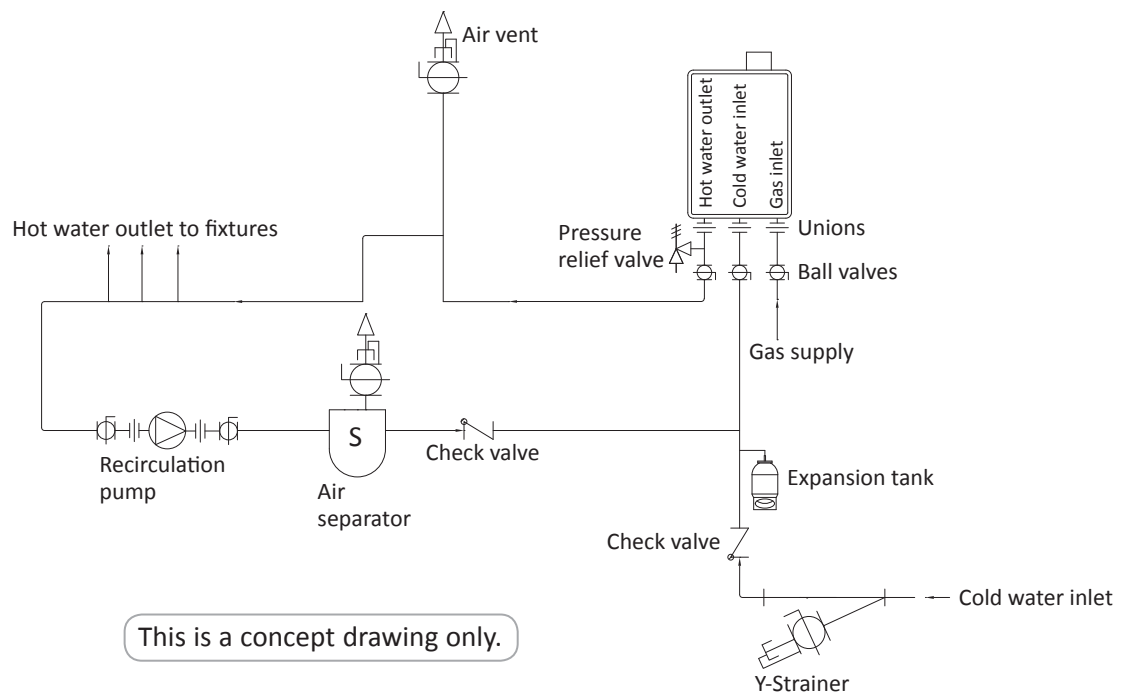 Air vent
Hot water outlet
Cold water inlet
Gas inlet
Hot water outlet to fixtures
Pressure
relief valve
Unions
Ball valves
Gas supply
S
Recirculation
pump
Air
separator
Check valve
Expansion tank
Check valve
Cold water inlet
This is a concept drawing only.
Y-Strainer